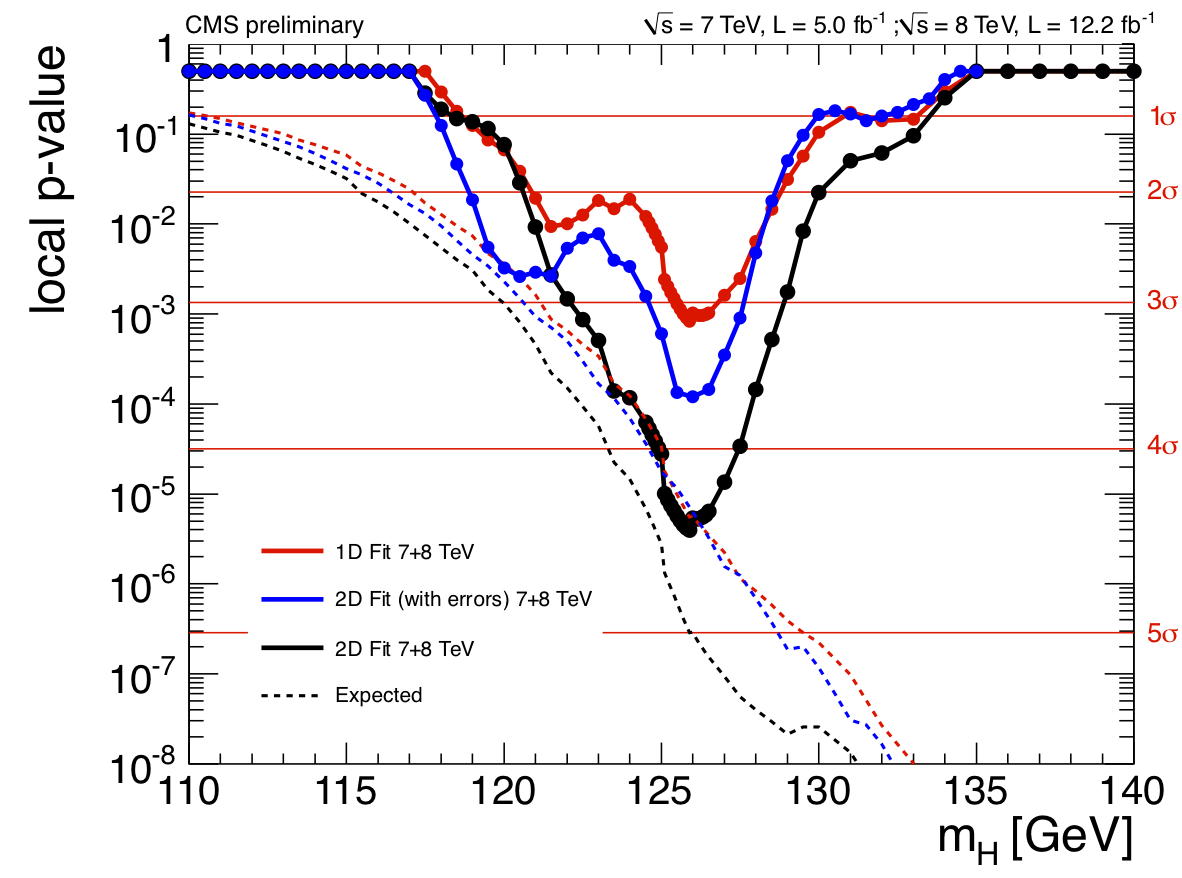 CMS preliminary
√s = 7 TeV, L = 5.0 fb⁻¹ ;√s = 8 TeV, L = 12.2 fb⁻¹
local p-value
1
10⁻¹
10⁻²
10⁻³
10⁻⁴
10⁻⁵
10⁻⁶
10⁻⁷
10⁻⁸
1σ
2σ
3σ
4σ
5σ
1D Fit 7+8 TeV
2D Fit (with errors) 7+8 TeV
2D Fit 7+8 TeV
Expected
110 115 120 125 130 135 140
m_H [GeV]